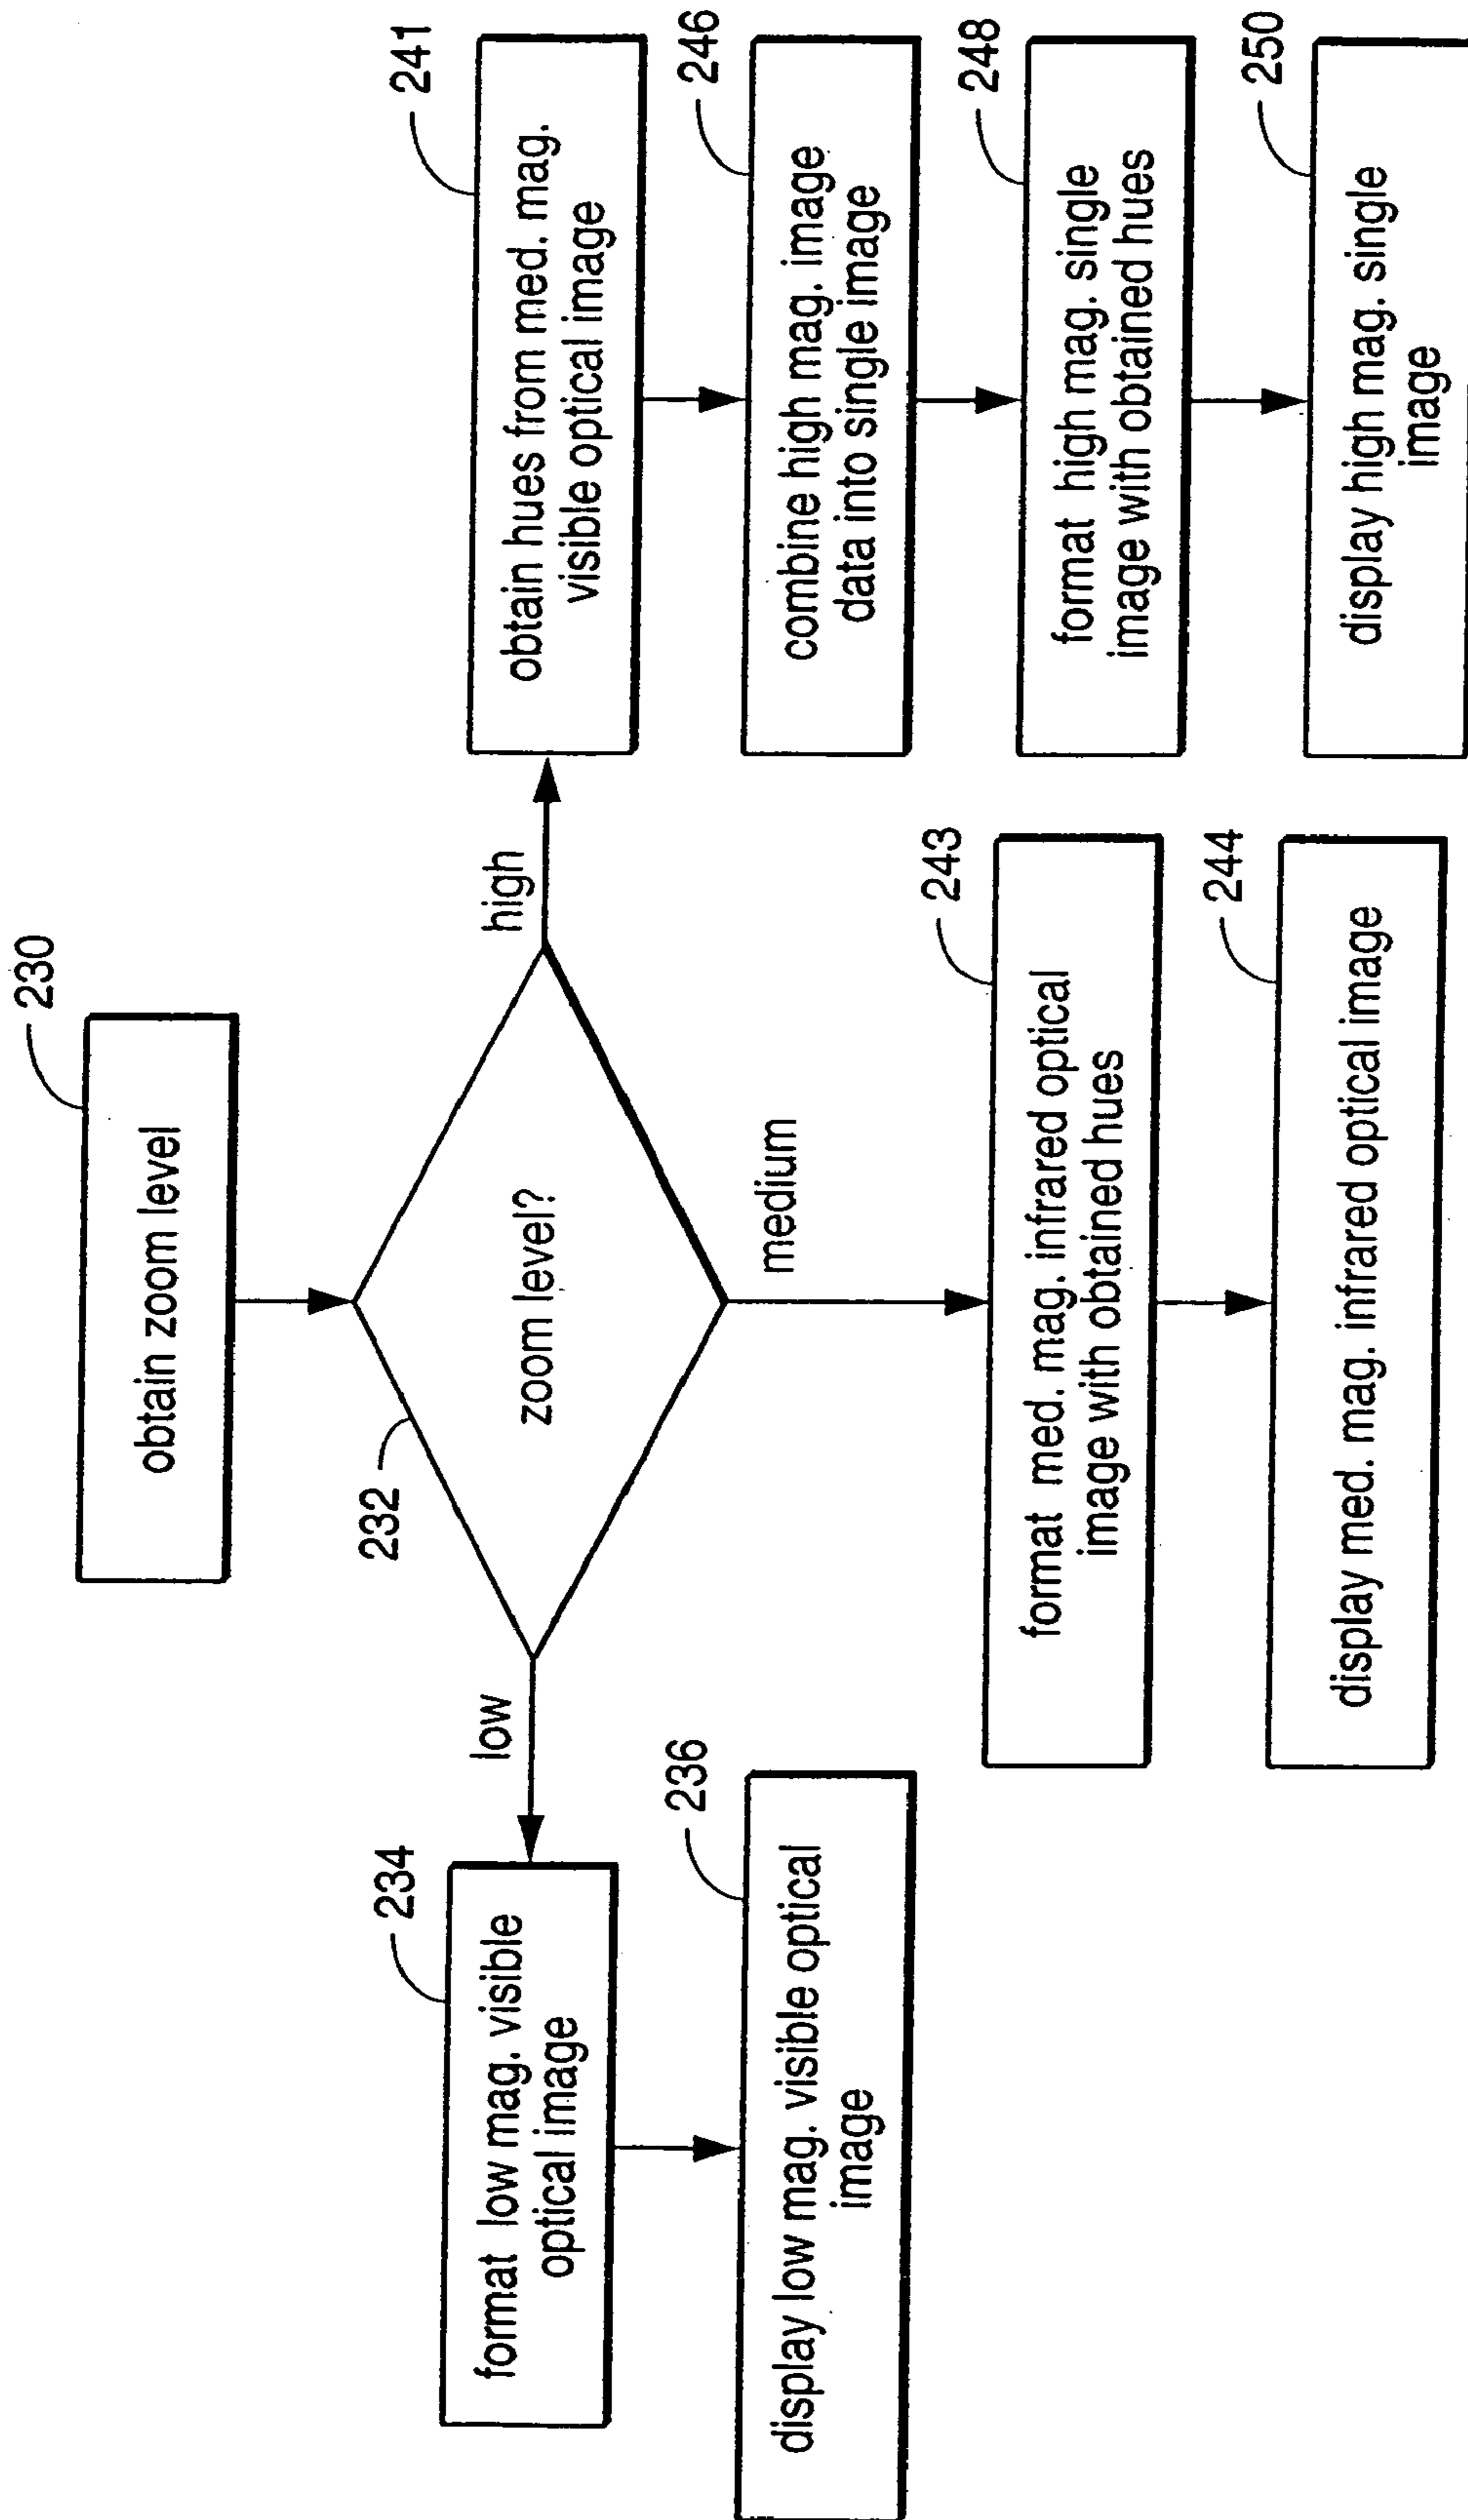 230
obtain zoom level
232
zoom level?
low
high
medium
234
format low mag. visible
optical image
236
display low mag. visible optical
image
243
format med. mag. infrared optical
image with obtained hues
244
display med. mag. infrared optical image
241
obtain hues from med. mag.
visible optical image
246
combine high mag. image
data into single image
248
format high mag. single
image with obtained hues
250
display high mag. single
image